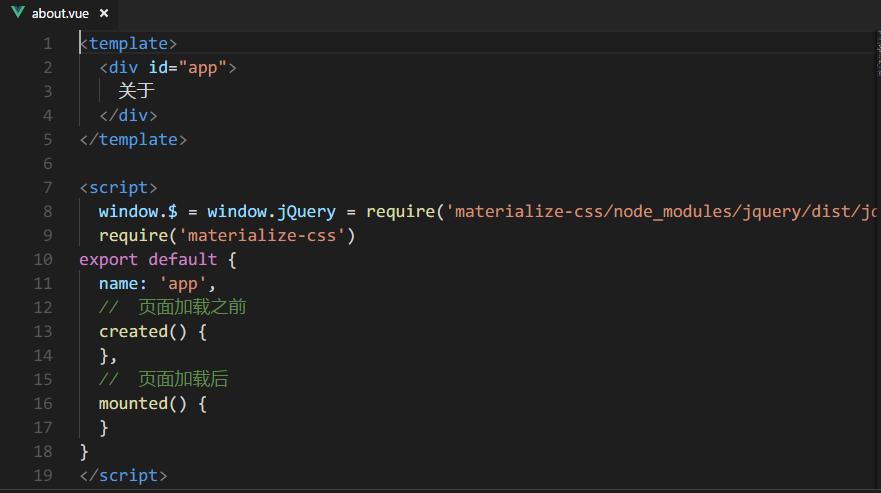 about.vue ×
1 <template>
2 <div id="app">
3 关于
4 </div>
5 </template>
6
7 <script>
8 window.$ = window.jQuery = require('materialize-css/node_modules/jquery/dist/
9 require('materialize-css')
10 export default {
11 name: 'app',
12 // 页面加载之前
13 created() {
14 },
15 // 页面加载后
16 mounted() {
17 }
18 }
19 </script>